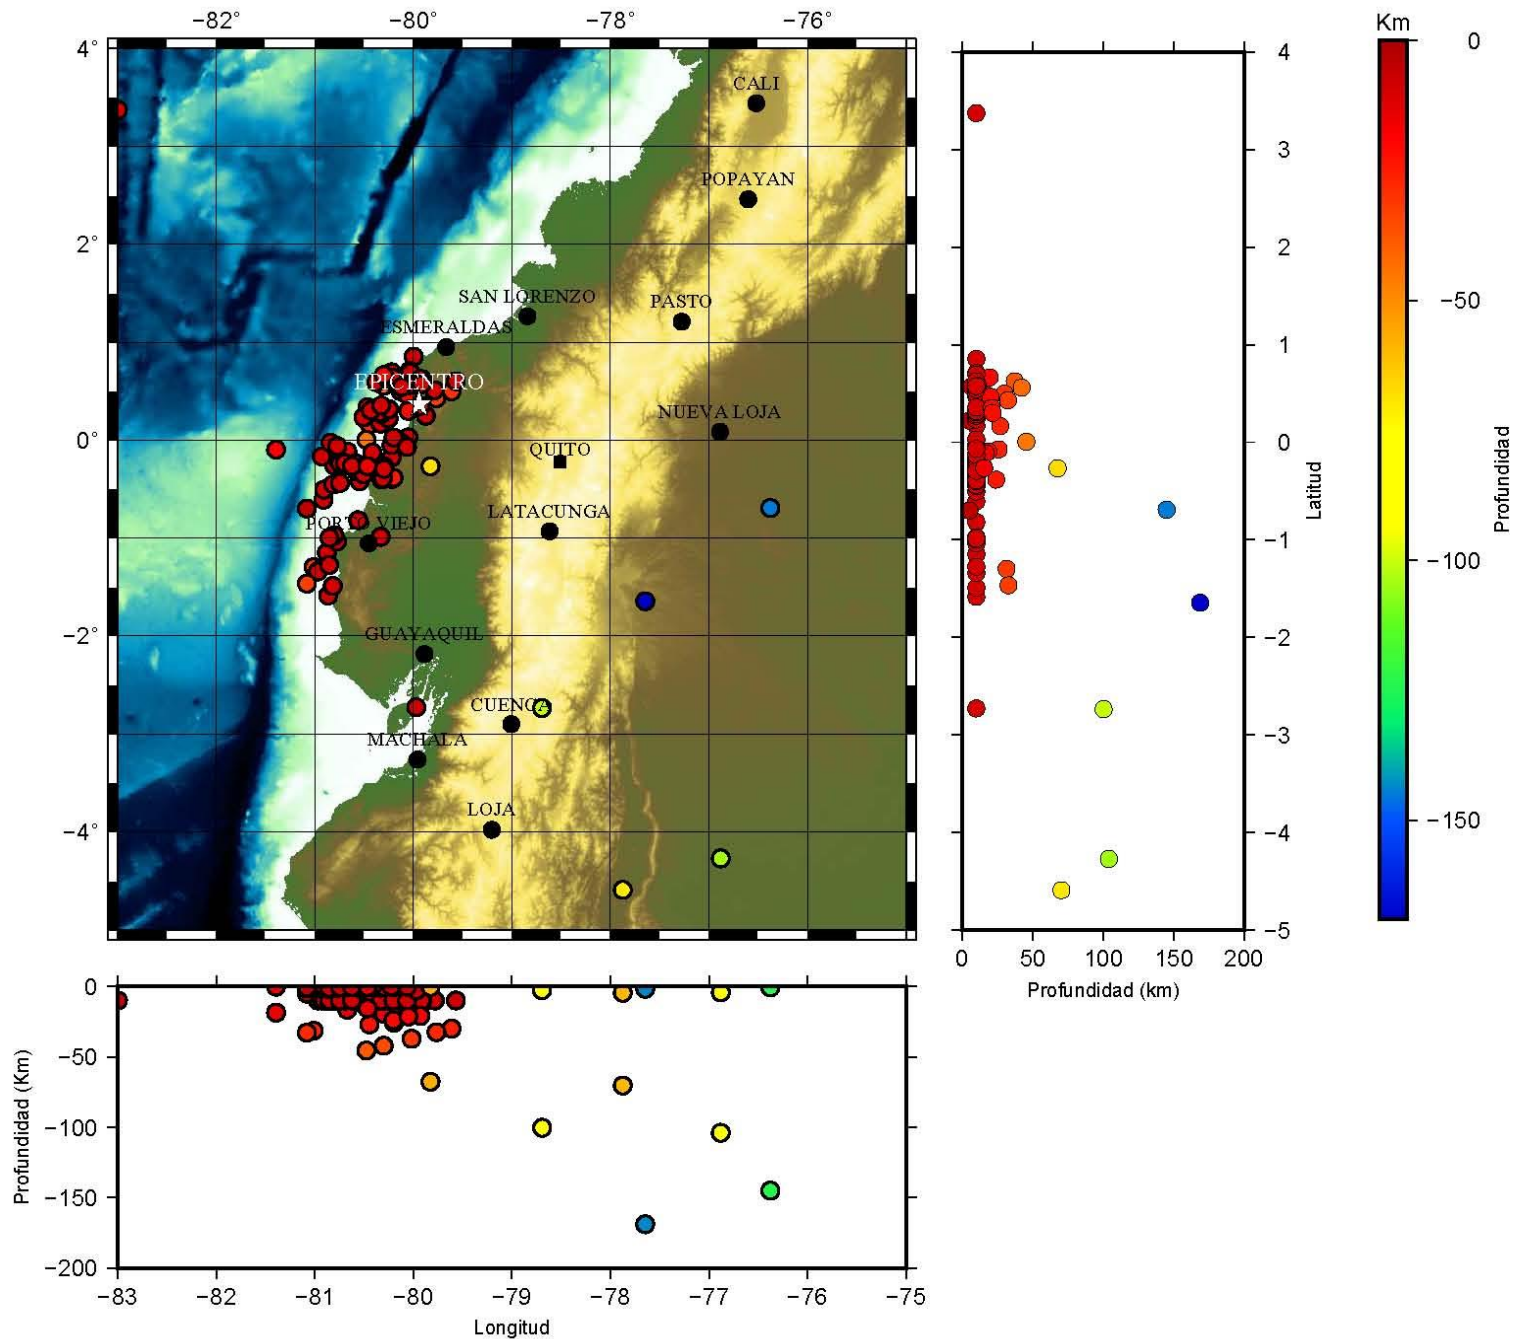 −82° −80° −78° −76°
4°
2°
0°
−2°
−4°
CALI
POPAYAN
SAN LORENZO
PASTO
ESMERALDAS
EPICENTRO
NUEVA LOJA
QUITO
LATACUNGA
PORTO VIEJO
GUAYAQUIL
CUENCA
MACHALA
LOJA
4
3
2
1
0
−1
−2
−3
−4
−5
Latitud
0 50 100 150 200
Profundidad (km)
Km
0
−50
−100
−150
Profundidad
0
−50
−100
−150
−200
Profundidad (Km)
−83 −82 −81 −80 −79 −78 −77 −76 −75
Longitud